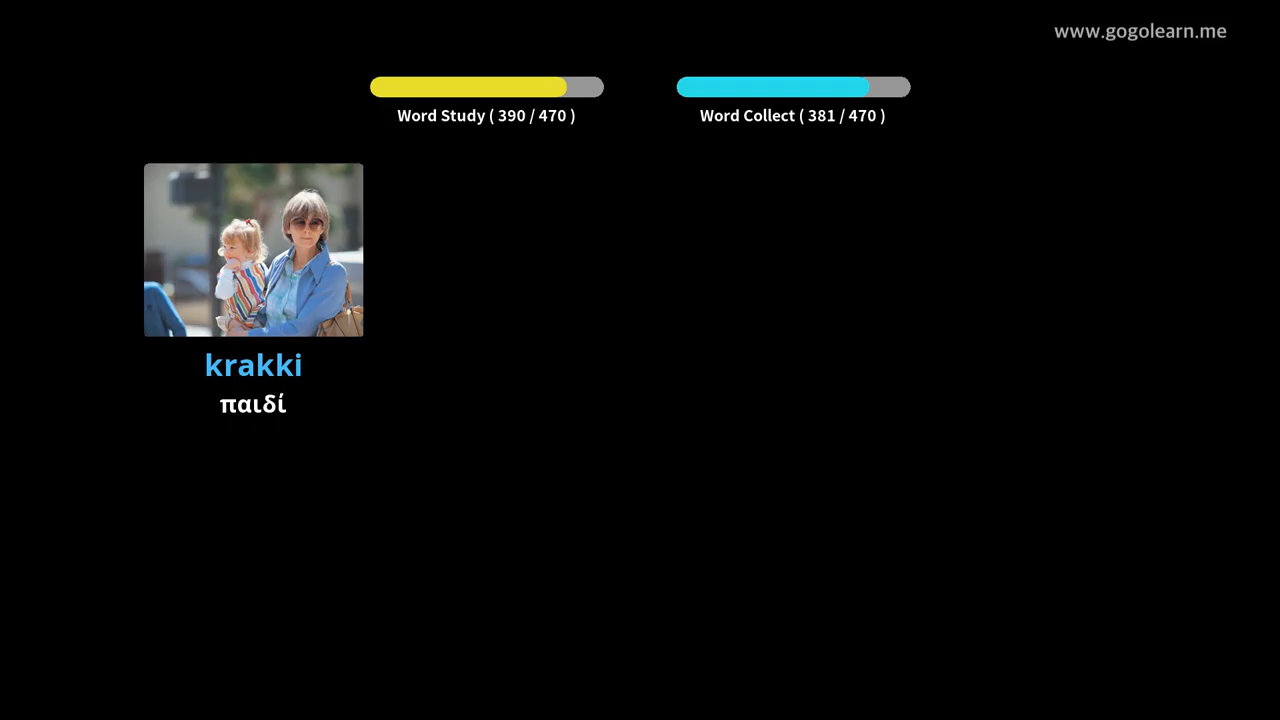 www.gogolearn.me
Word Study ( 390 / 470 )
Word Collect ( 381 / 470 )
krakki
παιδί